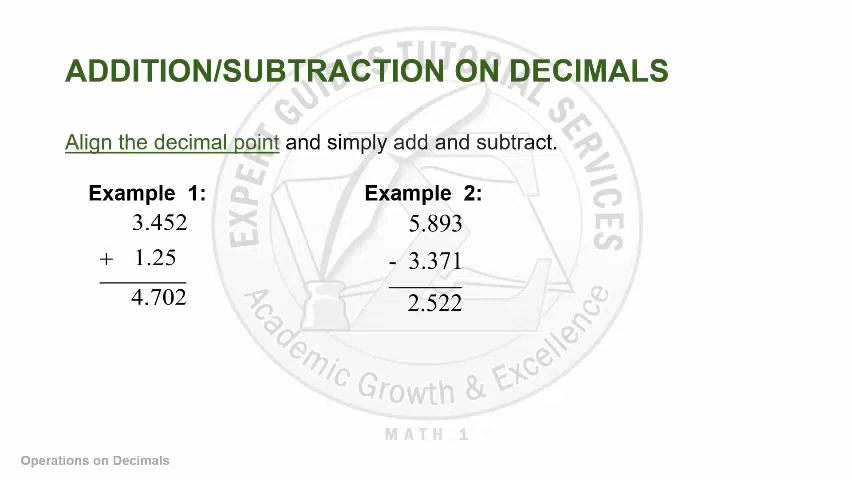 ADDITION/SUBTRACTION ON DECIMALS
Align the decimal point and simply add and subtract.
Example 1:
3.452
+ 1.25
4.702
Example 2:
5.893
- 3.371
2.522
EXPERT GUIDES TUTORIAL SERVICES
Academic Growth & Excellence
MATH 1
Operations on Decimals